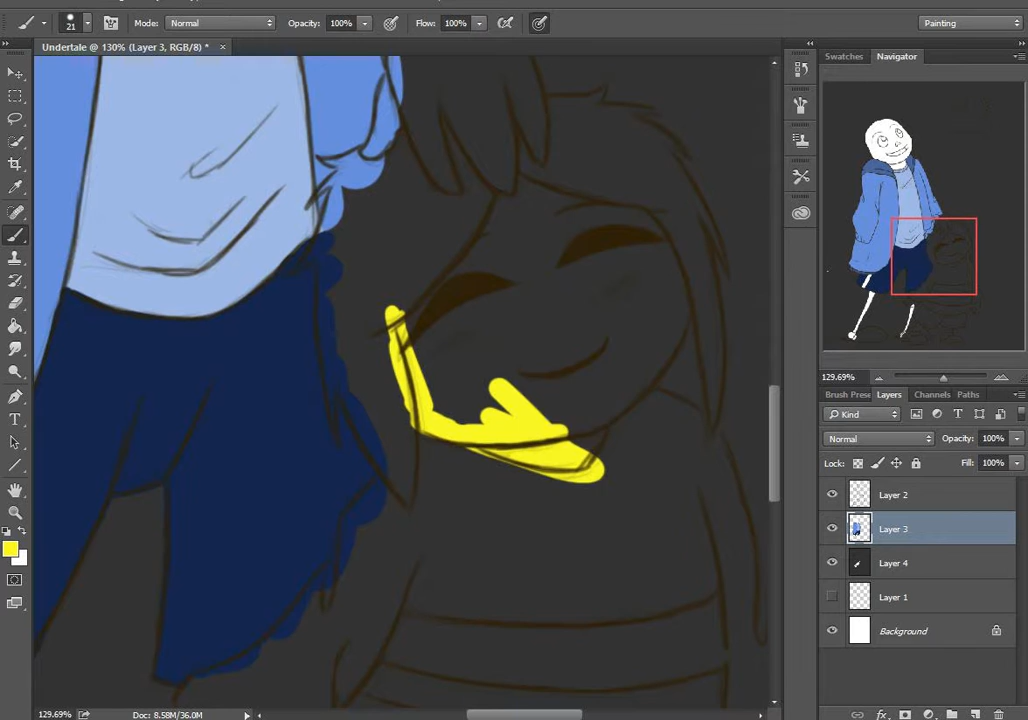 21 Mode: Normal Opacity: 100% Flow: 100% Painting
Undertale @ 130% (Layer 3, RGB/8) * ×
Swatches Navigator
129.69%
Brush Pres Layers Channels Paths
Kind
Normal Opacity: 100%
Lock: Fill: 100%
Layer 2
Layer 3
Layer 4
Layer 1
Background
129.69% Doc: 8.58M/36.0M